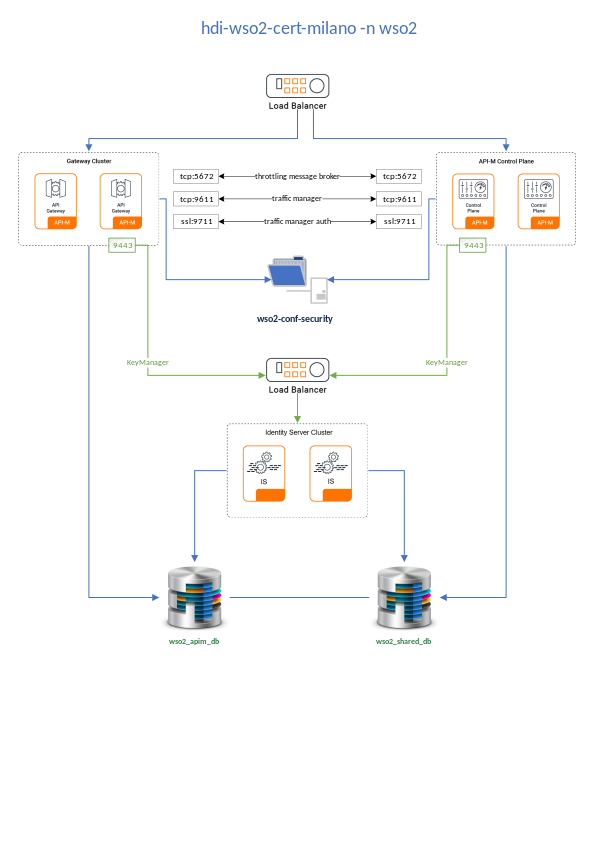 hdi-wso2-cert-milano -n wso2
Load Balancer
Gateway Cluster
API
Gateway
API-M
API
Gateway
API-M
tcp:5672
throttling message broker
tcp:5672
tcp:9611
traffic manager
tcp:9611
ssl:9711
traffic manager auth
ssl:9711
API-M Control Plane
Control
Plane
API-M
Control
Plane
API-M
9443
9443
wso2-conf-security
KeyManager
KeyManager
Load Balancer
Identity Server Cluster
IS
IS
wso2_apim_db
wso2_shared_db